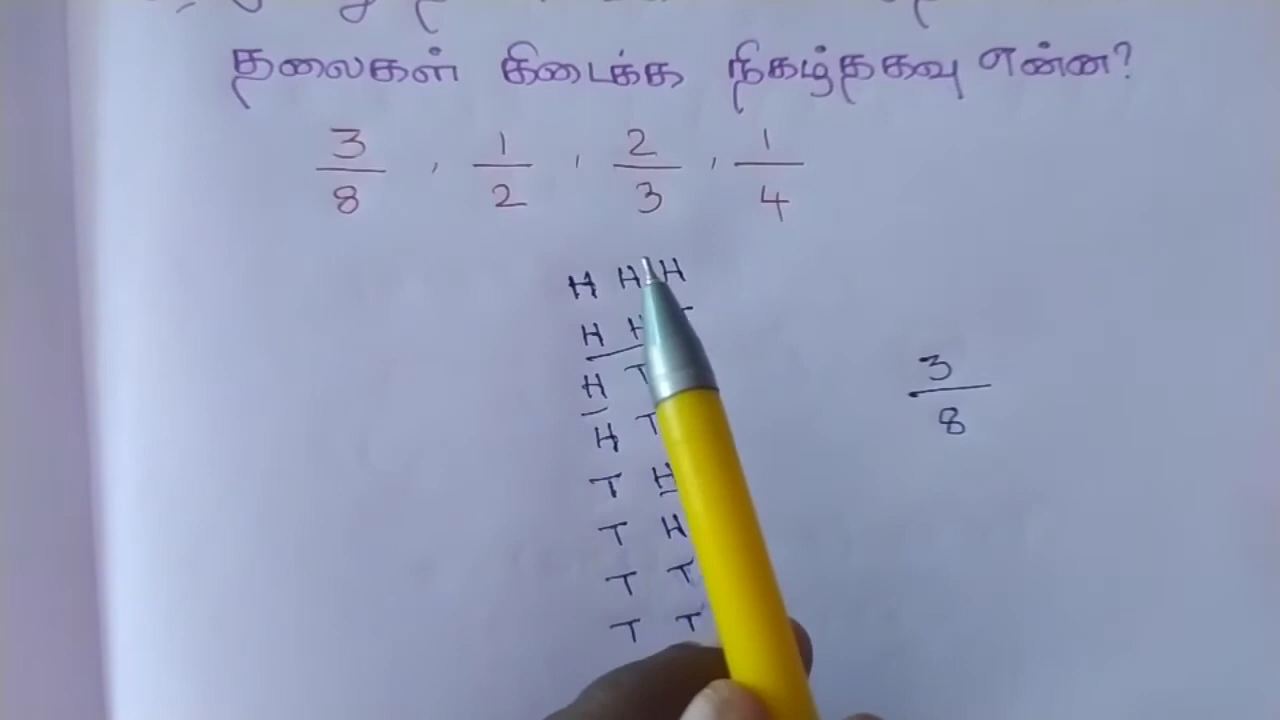 தலைகள் கிடைக்க நிகழ்தகவு என்ன?
3/8 , 1/2 , 2/3 , 1/4
H H H
H H
H T
H T
3/8
T H
T H
T T
T T